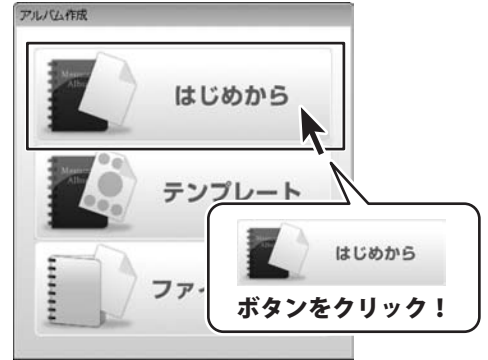 アルバム作成
はじめから
テンプレート
ファイ
はじめから
ボタンをクリック！